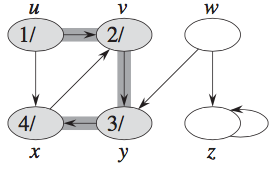 u v w
1/ 2/
4/ 3/
x y z